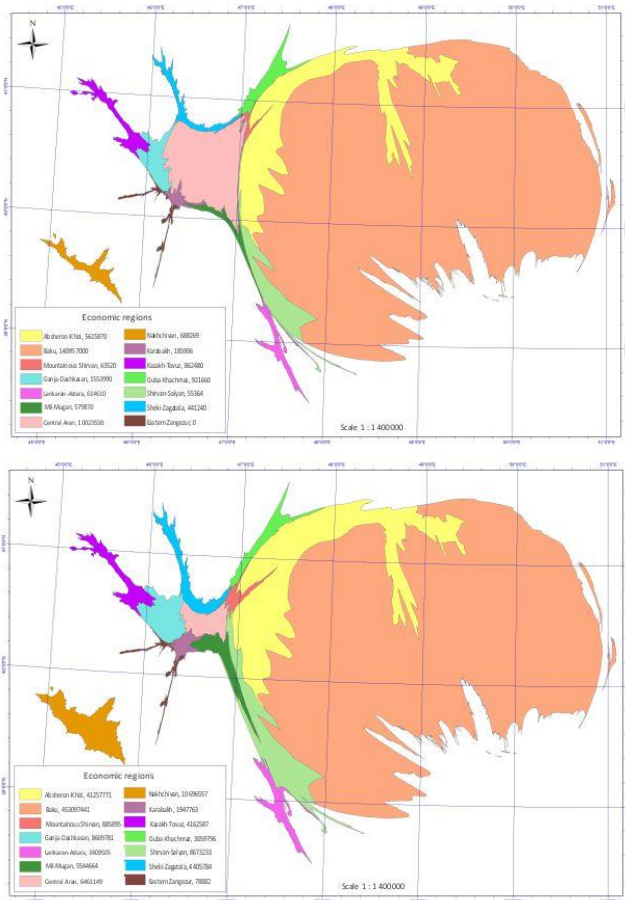 N
Economic regions
Absheron-Khizi, 5615870
Baku, 140957000
Mountainous Shirvan, 63520
Ganja-Dashkasan, 1553990
Lankaran-Astara, 614610
Mil-Mugan, 579870
Central Aran, 10023550
Nakhchivan, 688269
Karabakh, 185906
Kazakh-Tovuz, 862480
Guba-Khachmaz, 921660
Shirvan-Salyan, 55364
Sheki-Zagatala, 441240
Eastern Zangezur, 0
Scale 1 : 1 400 000
N
Economic regions
Absheron-Khizi, 41257771
Baku, 453097441
Mountainous Shirvan, 885895
Ganja-Dashkasan, 8609781
Lankaran-Astara, 3409505
Mil-Mugan, 5544664
Central Aran, 6461149
Nakhchivan, 10 696557
Karabakh, 1947763
Kazakh-Tovuz, 4162587
Guba-Khachmaz, 3059796
Shirvan-Salyan, 8673233
Sheki-Zagatala, 4405784
Eastern Zangezur, 78882
Scale 1 : 1 400 000